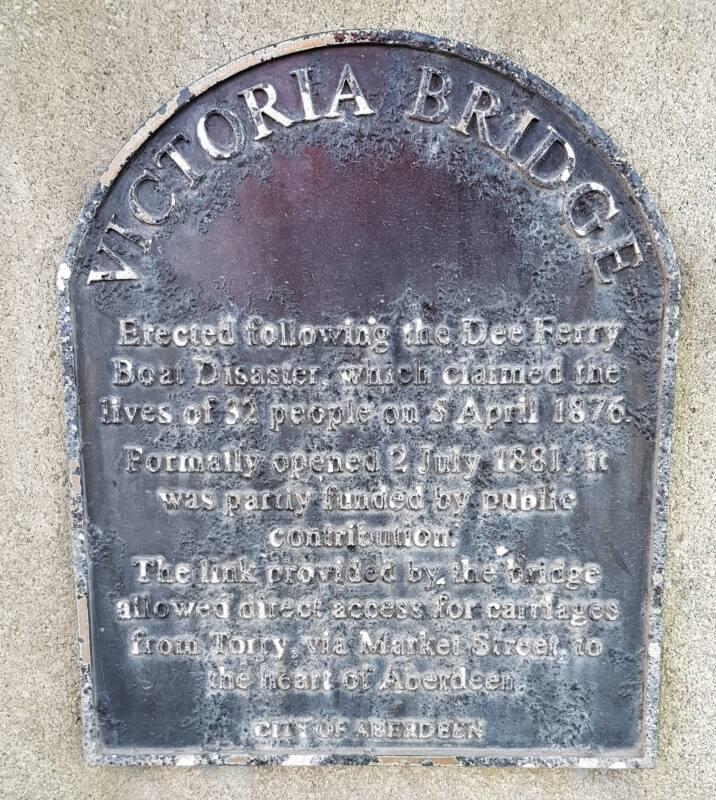 VICTORIA BRIDGE
Erected following the Dee Ferry
Boat Disaster, which claimed the
lives of 32 people on 5 April 1876.
Formally opened 2 July 1881, it
was partly funded by public
contribution.
The link provided by the bridge
allowed direct access for carriages
from Torry, via Market Street, to
the heart of Aberdeen.
CITY OF ABERDEEN